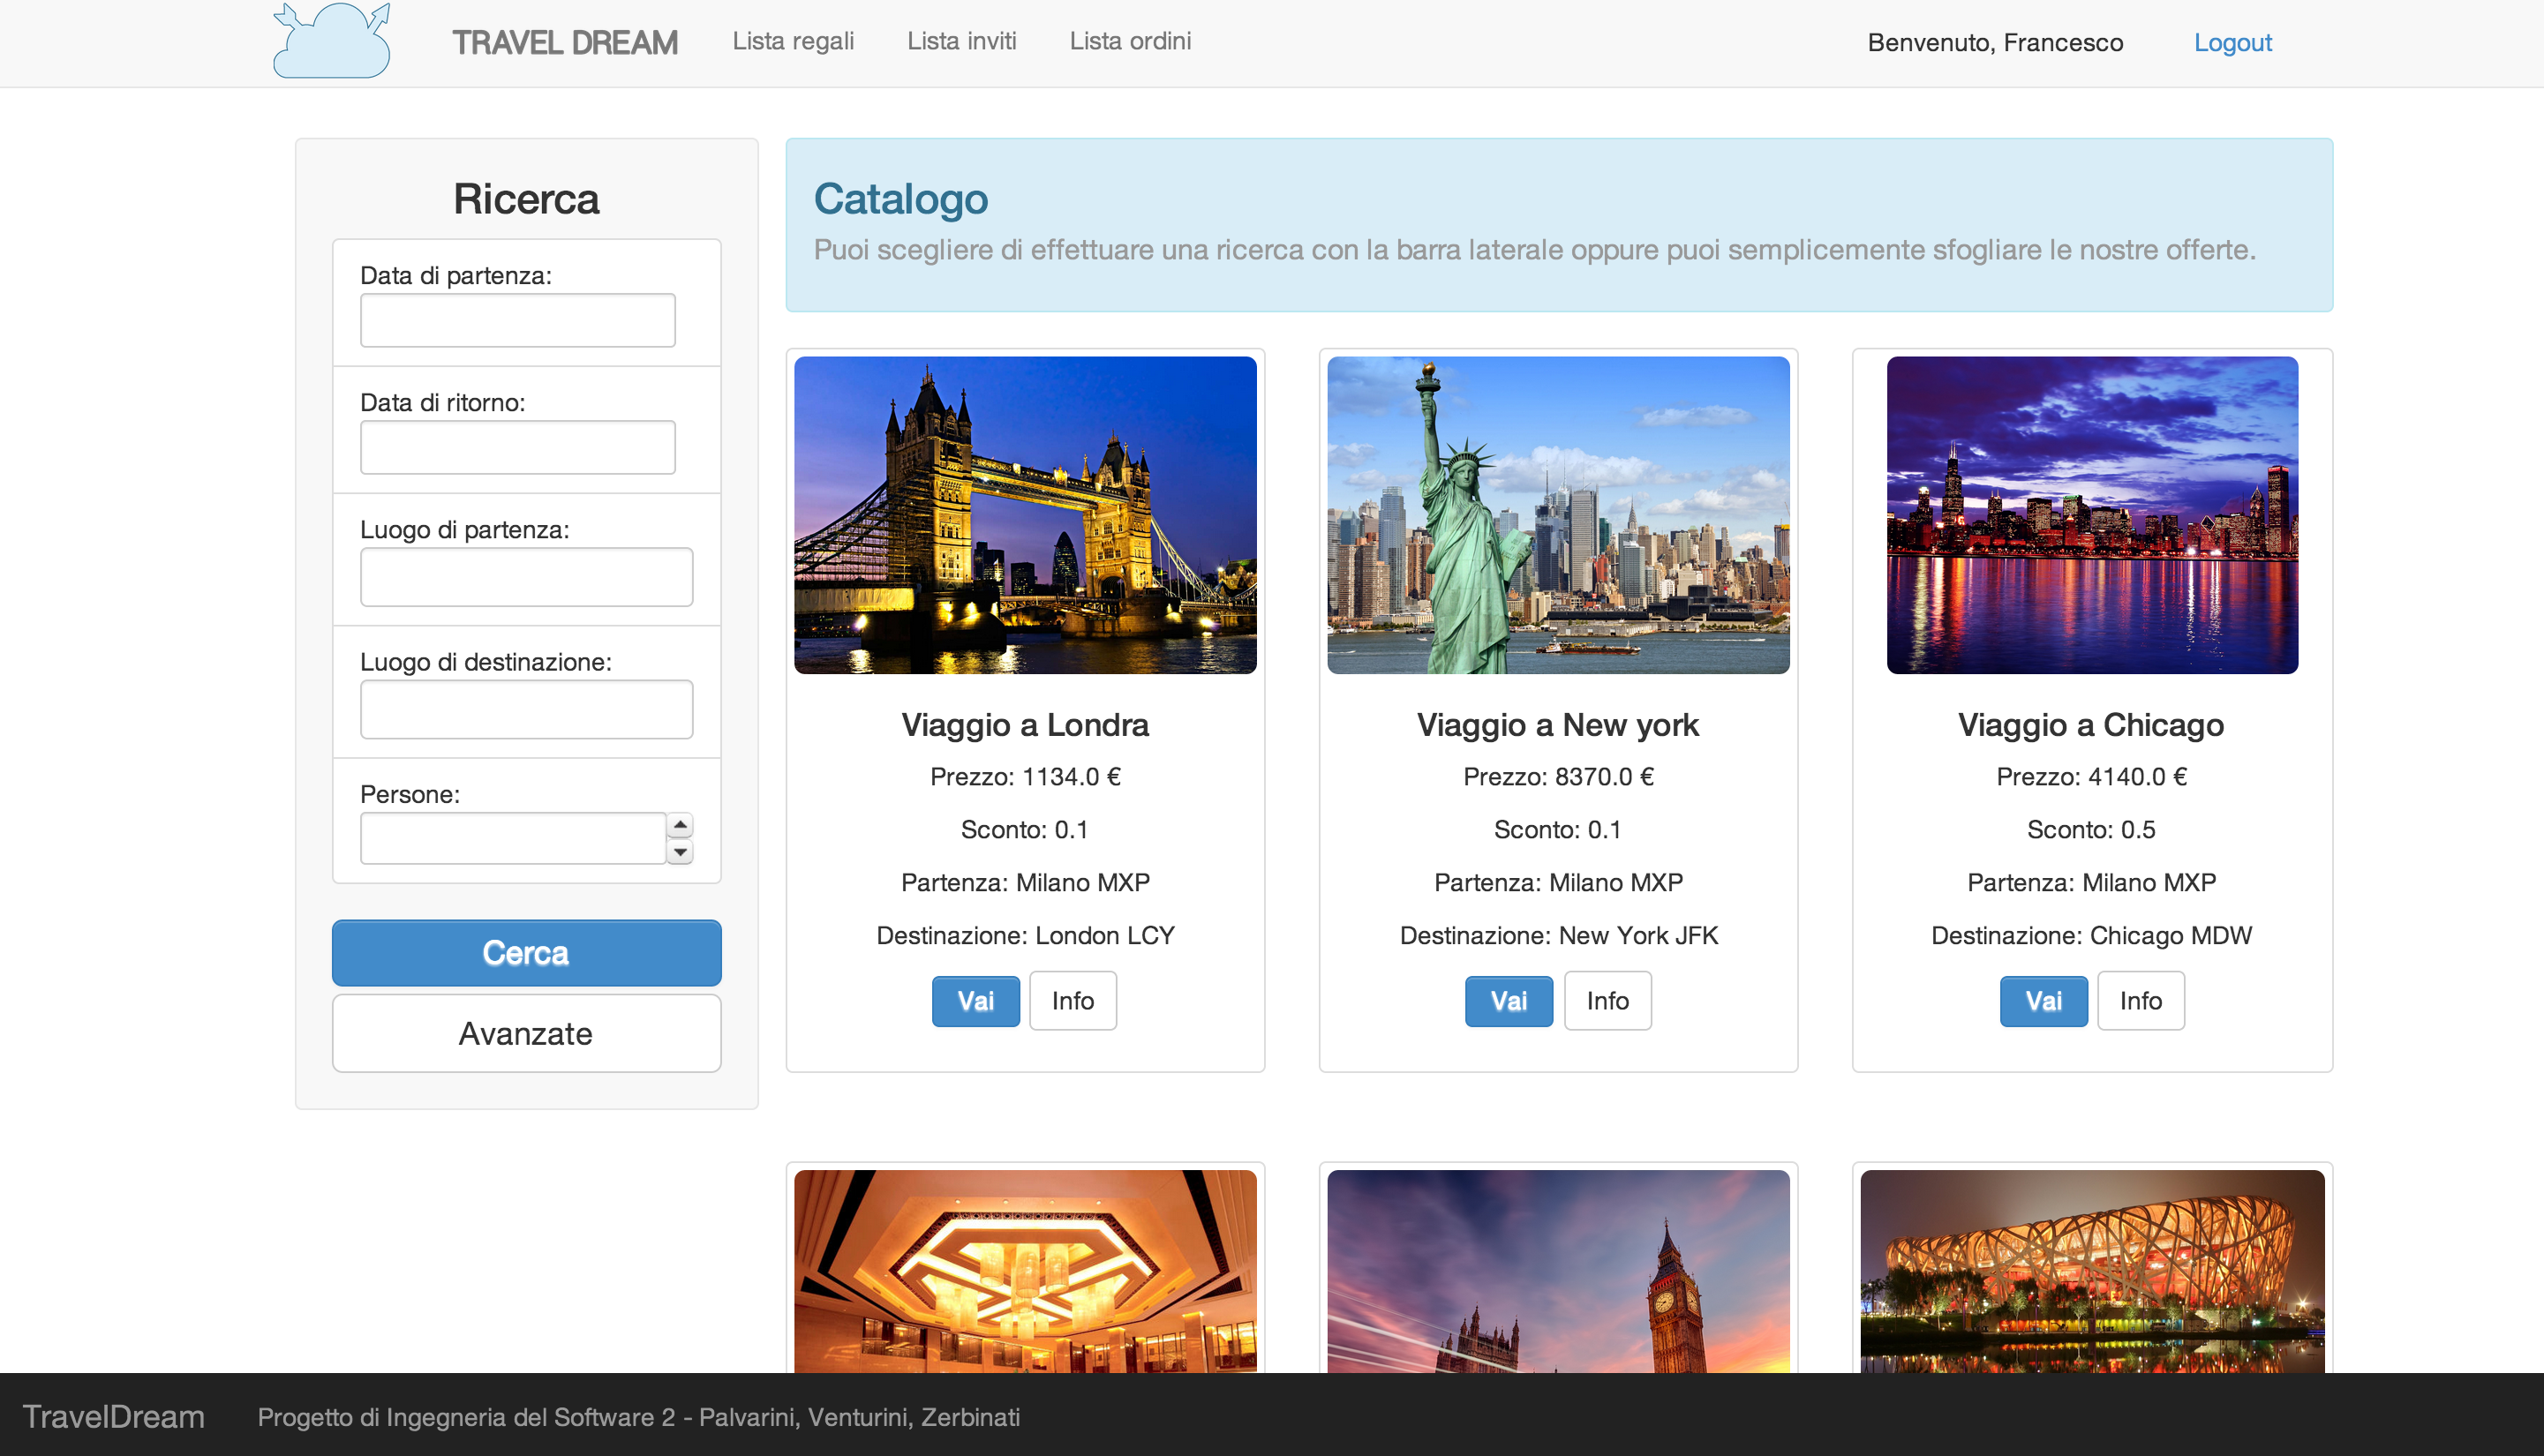 TRAVEL DREAM
Lista regali
Lista inviti
Lista ordini
Benvenuto, Francesco
Logout
Ricerca
Data di partenza:
Data di ritorno:
Luogo di partenza:
Luogo di destinazione:
Persone:
Cerca
Avanzate
Catalogo
Puoi scegliere di effettuare una ricerca con la barra laterale oppure puoi semplicemente sfogliare le nostre offerte.
Viaggio a Londra
Prezzo: 1134.0 €
Sconto: 0.1
Partenza: Milano MXP
Destinazione: London LCY
Vai
Info
Viaggio a New york
Prezzo: 8370.0 €
Sconto: 0.1
Partenza: Milano MXP
Destinazione: New York JFK
Vai
Info
Viaggio a Chicago
Prezzo: 4140.0 €
Sconto: 0.5
Partenza: Milano MXP
Destinazione: Chicago MDW
Vai
Info
TravelDream
Progetto di Ingegneria del Software 2 - Palvarini, Venturini, Zerbinati